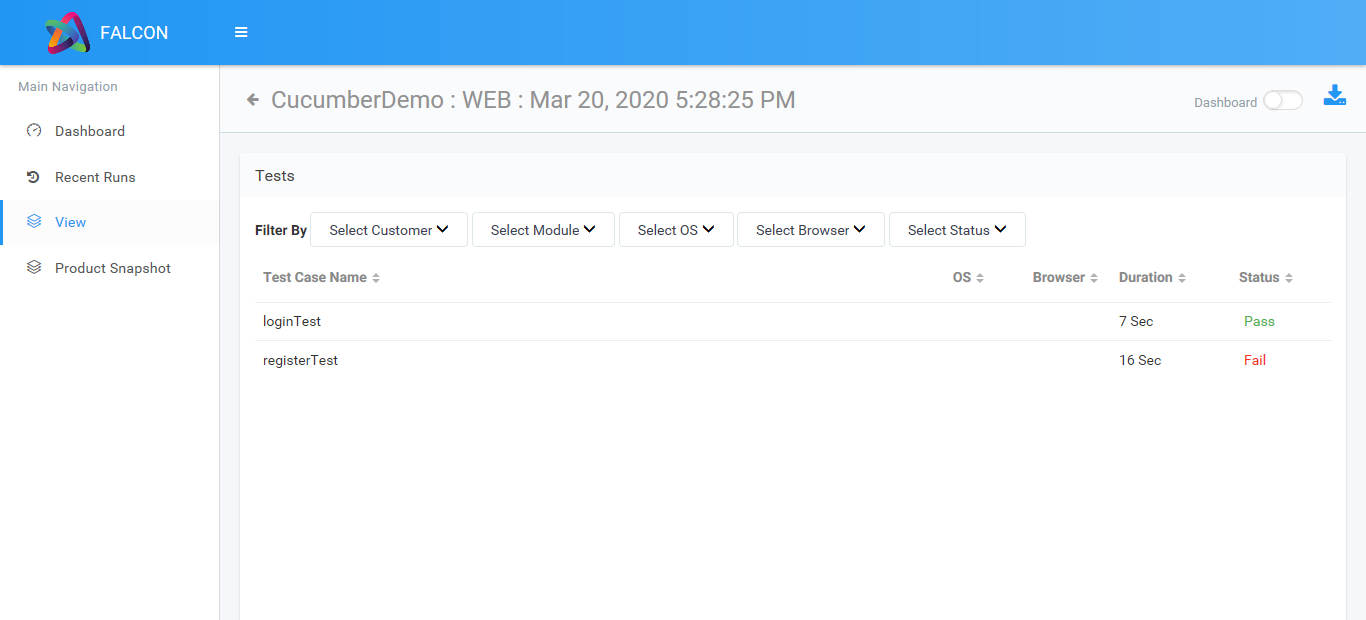 FALCON
Main Navigation
Dashboard
Recent Runs
View
Product Snapshot
CucumberDemo : WEB : Mar 20, 2020 5:28:25 PM
Dashboard
Tests
Filter By Select Customer Select Module Select OS Select Browser Select Status
Test Case Name OS Browser Duration Status
loginTest 7 Sec Pass
registerTest 16 Sec Fail